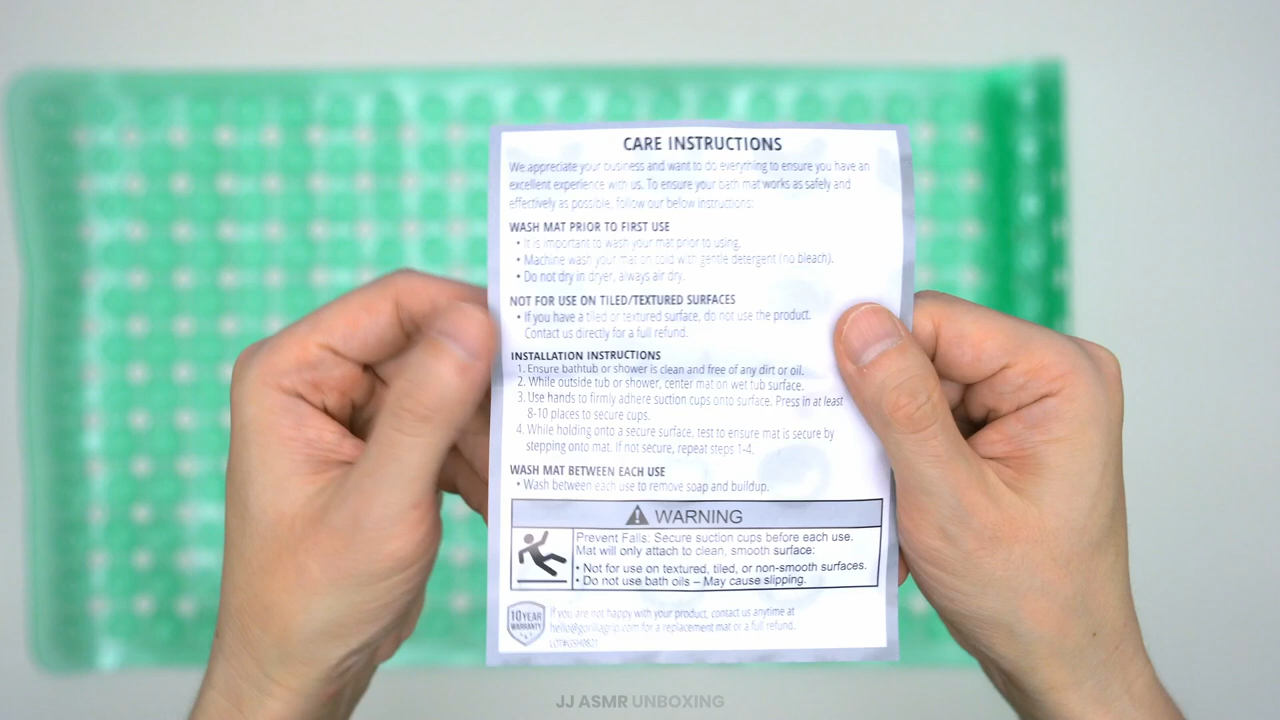 CARE INSTRUCTIONS
We appreciate your business and want to do everything to ensure you have an
excellent experience with us. To ensure your bath mat works as safely and
effectively as possible, follow our below instructions:
WASH MAT PRIOR TO FIRST USE
• It is important to wash your mat prior to using.
• Machine wash your mat on cold with gentle detergent (no bleach).
• Do not dry in dryer, always air dry.
NOT FOR USE ON TILED/TEXTURED SURFACES
• If you have a tiled or textured surface, do not use the product.
Contact us directly for a full refund.
INSTALLATION INSTRUCTIONS
1. Ensure bathtub or shower is clean and free of any dirt or oil.
2. While outside tub or shower, center mat on wet tub surface.
3. Use hands to firmly adhere suction cups onto surface. Press in at least
8-10 places to secure cups.
4. While holding onto a secure surface, test to ensure mat is secure by
stepping onto mat. If not secure, repeat steps 1-4.
WASH MAT BETWEEN EACH USE
• Wash between each use to remove soap and buildup.
WARNING
Prevent Falls: Secure suction cups before each use.
Mat will only attach to clean, smooth surface:
• Not for use on textured, tiled, or non-smooth surfaces.
• Do not use bath oils – May cause slipping.
10 YEAR
WARRANTY
If you are not happy with your product, contact us anytime at
hello@gorillagrip.com for a replacement mat or a full refund.
JJ ASMR UNBOXING